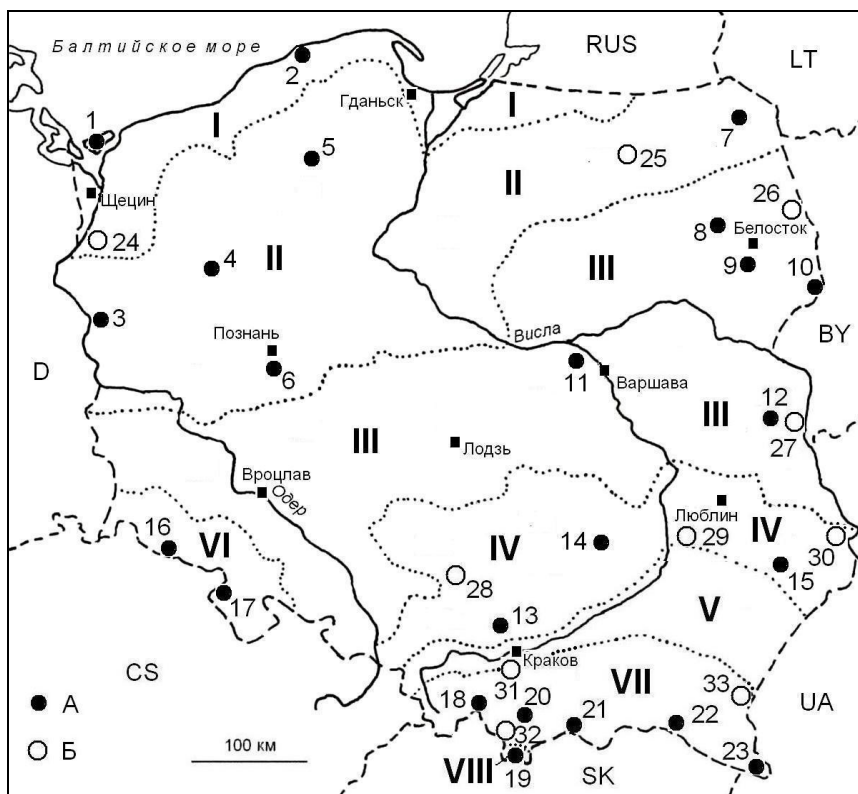 Балтийское море
RUS
LT
2
Гданьск
1
I
I
7
5
25
Щецин
II
26
8
Белосток
24
4
II
III
9
10
3
Познань
Висла
BY
D
6
11
Варшава
12
III
III
27
Лодзь
Вроцлав
Одер
Люблин
16
VI
IV
14
29
IV
30
28
15
17
13
V
CS
Краков
31
VII
33
UA
А
18
20
21
22
Б
32
23
100 км
VIII
19
SK